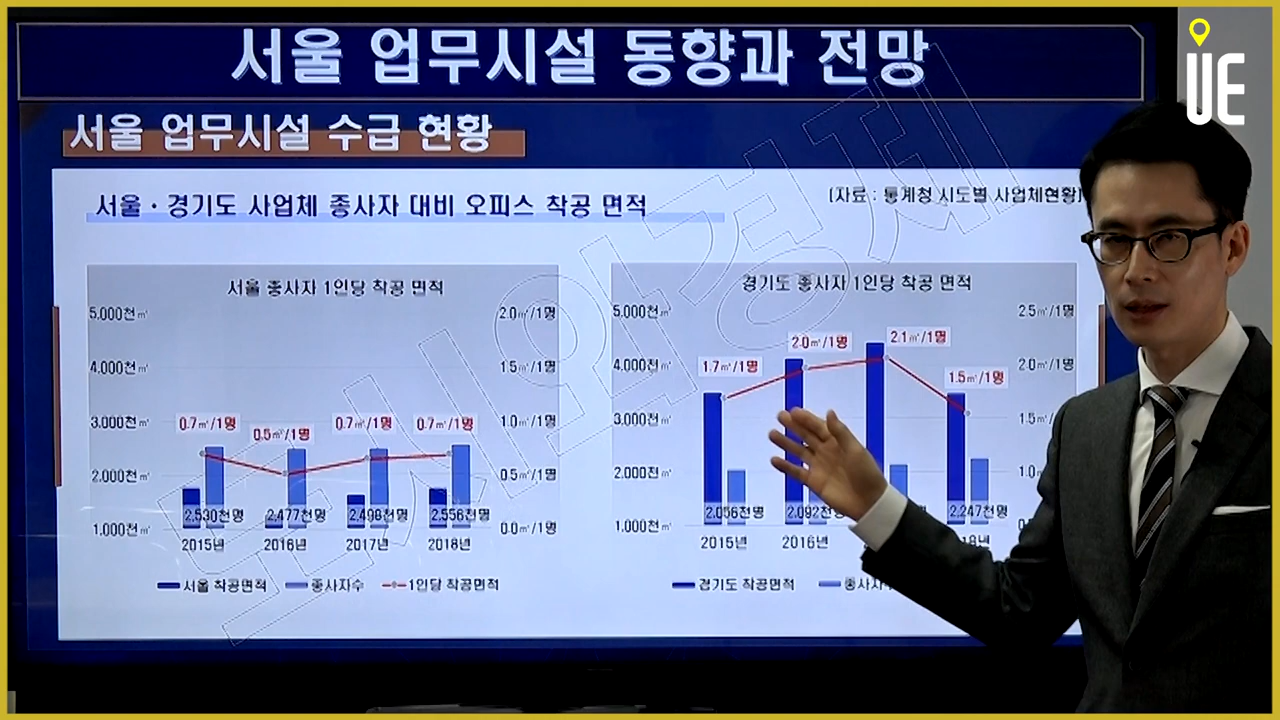 서울 업무시설 동향과 전망
UE
서울 업무시설 수급 현황
서울·경기도 사업체 종사자 대비 오피스 착공 면적
[자료 : 통계청 시도별 사업체현황]
서울 종사자 1인당 착공 면적
5.000천㎡
4.000천㎡
3.000천㎡
2.000천㎡
1.000천㎡
2.0㎡/1명
1.5㎡/1명
1.0㎡/1명
0.5㎡/1명
0.0㎡/1명
0.7㎡/1명
0.5㎡/1명
0.7㎡/1명
0.7㎡/1명
2,530천명
2,477천명
2,498천명
2,556천명
2015년
2016년
2017년
2018년
서울 착공면적
종사자수
1인당 착공면적
경기도 종사자 1인당 착공 면적
5.000천㎡
4.000천㎡
3.000천㎡
2.000천㎡
1.000천㎡
2.5㎡/1명
2.0㎡/1명
1.7㎡/1명
2.0㎡/1명
2.1㎡/1명
1.5㎡/1명
2,056천명
2,092천명
2,247천명
2015년
2016년
경기도 착공면적
도시와경제